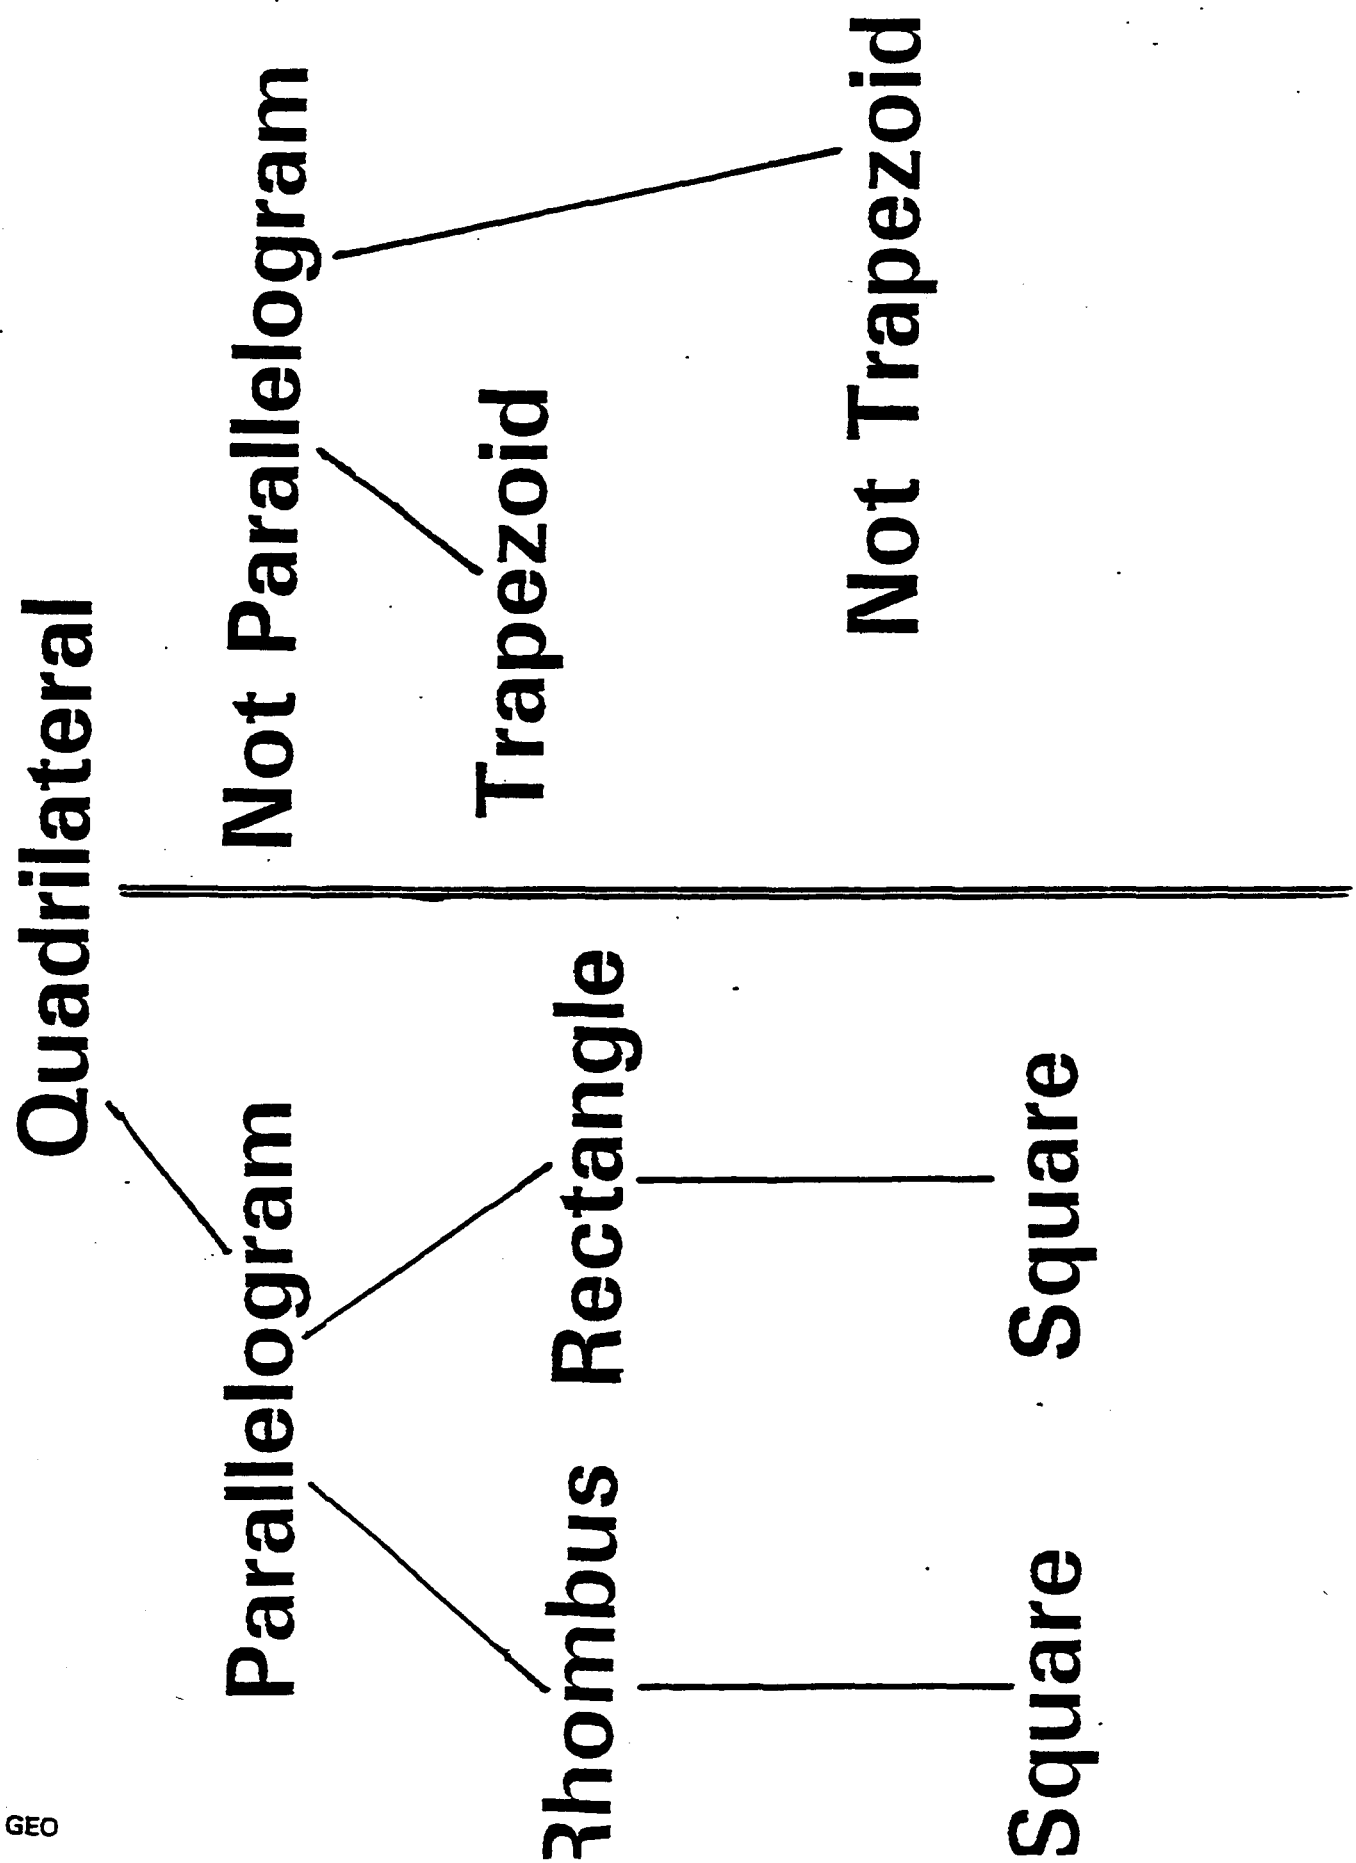 Quadrilateral
Parallelogram Not Parallelogram
Trapezoid
Rhombus Rectangle
Not Trapezoid
Square Square
GEO